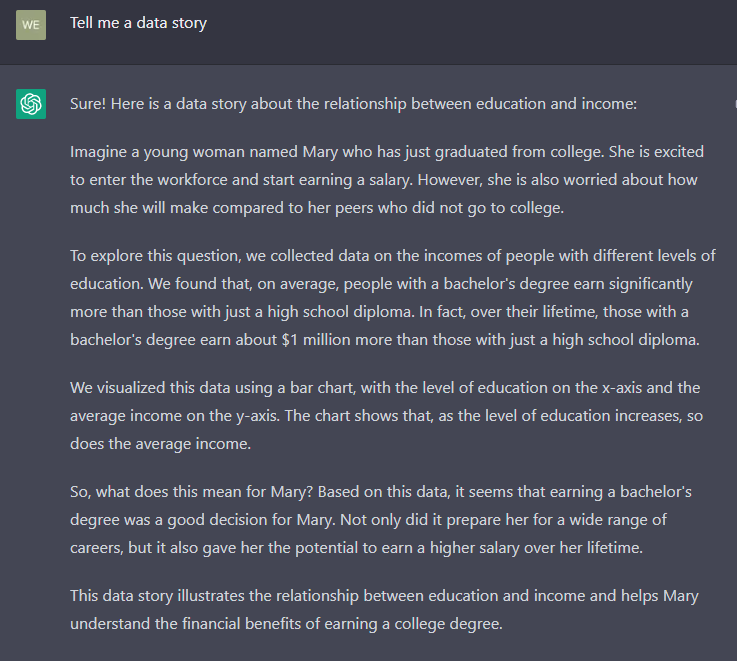 WE
Tell me a data story
Sure! Here is a data story about the relationship between education and income:
Imagine a young woman named Mary who has just graduated from college. She is excited
to enter the workforce and start earning a salary. However, she is also worried about how
much she will make compared to her peers who did not go to college.
To explore this question, we collected data on the incomes of people with different levels of
education. We found that, on average, people with a bachelor's degree earn significantly
more than those with just a high school diploma. In fact, over their lifetime, those with a
bachelor's degree earn about $1 million more than those with just a high school diploma.
We visualized this data using a bar chart, with the level of education on the x-axis and the
average income on the y-axis. The chart shows that, as the level of education increases, so
does the average income.
So, what does this mean for Mary? Based on this data, it seems that earning a bachelor's
degree was a good decision for Mary. Not only did it prepare her for a wide range of
careers, but it also gave her the potential to earn a higher salary over her lifetime.
This data story illustrates the relationship between education and income and helps Mary
understand the financial benefits of earning a college degree.